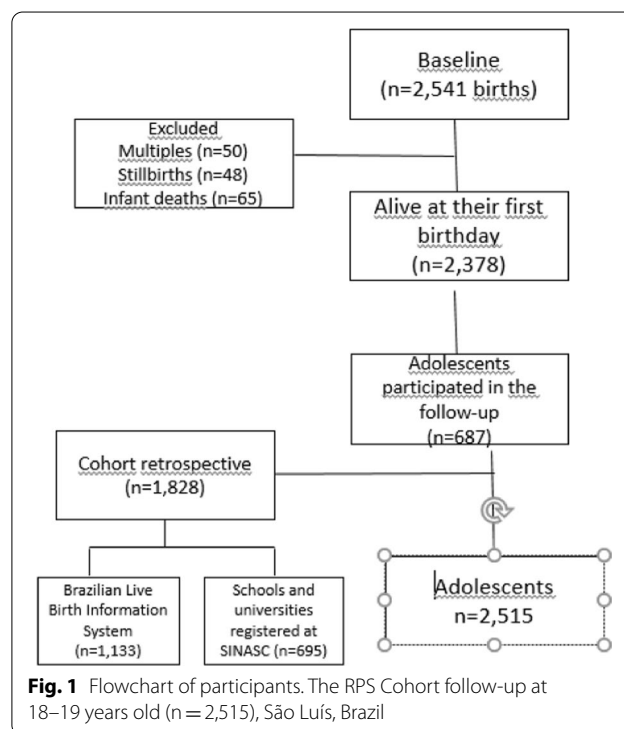 Baseline
(n=2,541 births)
Excluded
Multiples (n=50)
Stillbirths (n=48)
Infant deaths (n=65)
Alive at their first
birthday
(n=2,378)
Adolescents
participated in the
follow-up
(n=687)
Cohort retrospective
(n=1,828)
Brazilian Live
Birth Information
System
(n=1,133)
Schools and
universities
registered at
SINASC (n=695)
Adolescents
n=2,515
Fig. 1 Flowchart of participants. The RPS Cohort follow-up at
18–19 years old (n = 2,515), São Luís, Brazil